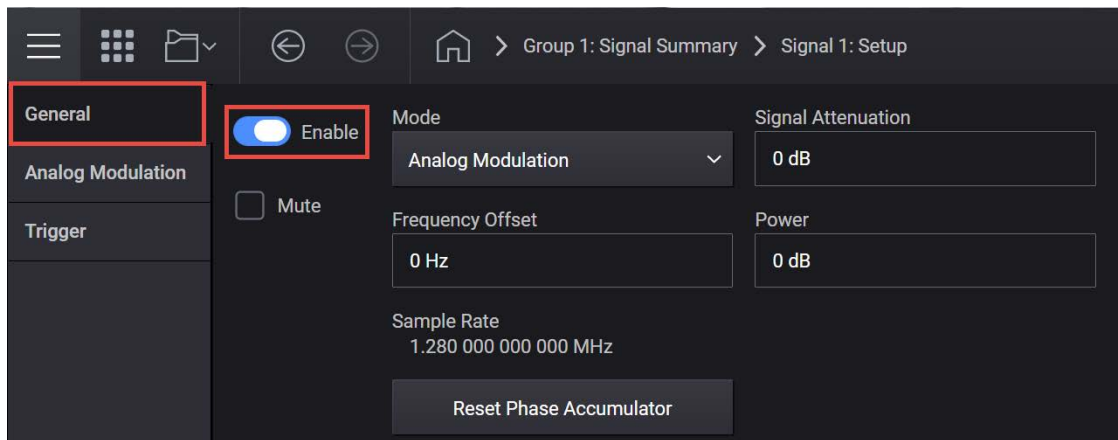 Group 1: Signal Summary
Signal 1: Setup
General
Analog Modulation
Trigger
Enable
Mute
Mode
Analog Modulation
Signal Attenuation
0 dB
Frequency Offset
0 Hz
Power
0 dB
Sample Rate
1.280 000 000 000 MHz
Reset Phase Accumulator